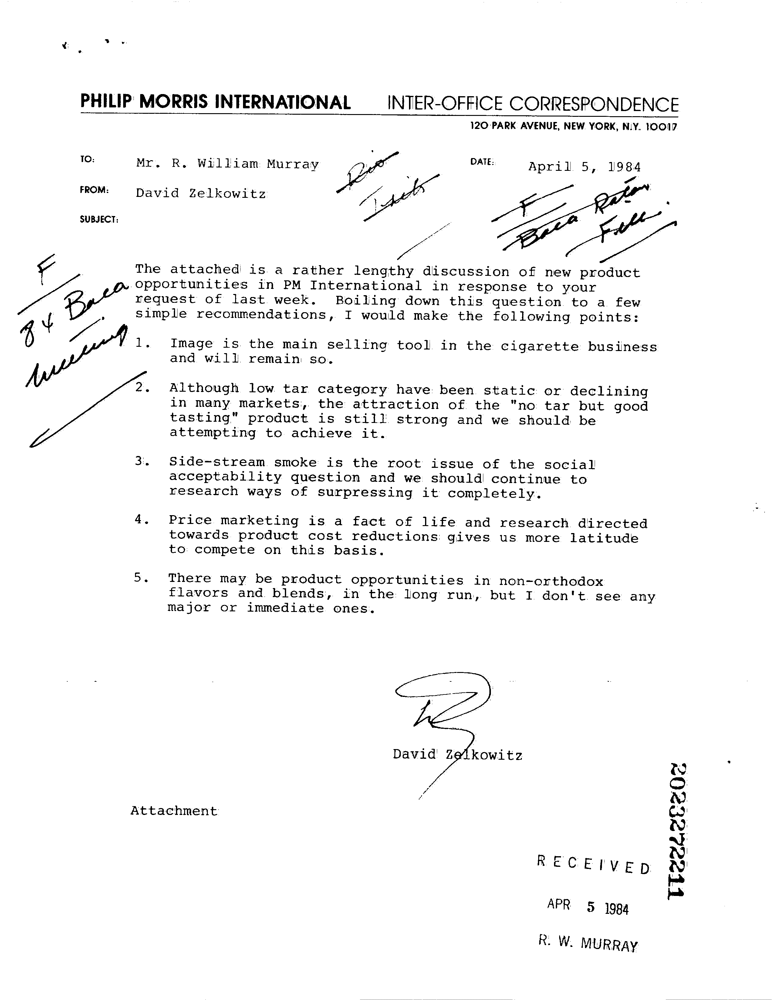 PHILIP MORRIS INTERNATIONAL INTER-OFFICE CORRESPONDENCE
120 PARK AVENUE, NEW YORK, N.Y. 10017
TO: Mr. R. William Murray DATE: April 5, 1984
FROM: David Zelkowitz
SUBJECT:
F
Baca Raton
File
F
84 Baca
meeting
The attached is a rather lengthy discussion of new product
opportunities in PM International in response to your
request of last week. Boiling down this question to a few
simple recommendations, I would make the following points:
1. Image is the main selling tool in the cigarette business
and will remain so.
2. Although low tar category have been static or declining
in many markets, the attraction of the "no tar but good
tasting" product is still strong and we should be
attempting to achieve it.
3. Side-stream smoke is the root issue of the social
acceptability question and we should continue to
research ways of surpressing it completely.
4. Price marketing is a fact of life and research directed
towards product cost reductions gives us more latitude
to compete on this basis.
5. There may be product opportunities in non-orthodox
flavors and blends, in the long run, but I don't see any
major or immediate ones.
David Zelkowitz
Attachment
2023272211
RECEIVED
APR 5 1984
R. W. MURRAY